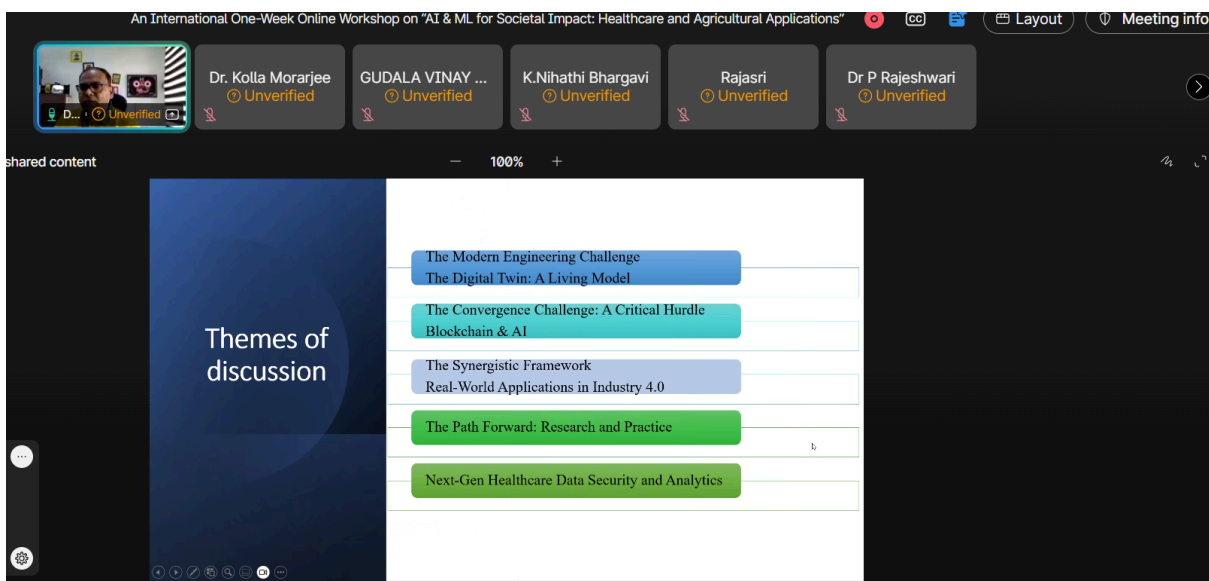 An International One-Week Online Workshop on “AI & ML for Societal Impact: Healthcare and Agricultural Applications”
CC
Layout
Meeting info
D...
Unverified
Dr. Kolla Morarjee
Unverified
GUDALA VINAY ...
Unverified
K.Nihathi Bhargavi
Unverified
Rajasri
Unverified
Dr P Rajeshwari
Unverified
shared content
100%
Themes of
discussion
The Modern Engineering Challenge
The Digital Twin: A Living Model
The Convergence Challenge: A Critical Hurdle
Blockchain & AI
The Synergistic Framework
Real-World Applications in Industry 4.0
The Path Forward: Research and Practice
Next-Gen Healthcare Data Security and Analytics